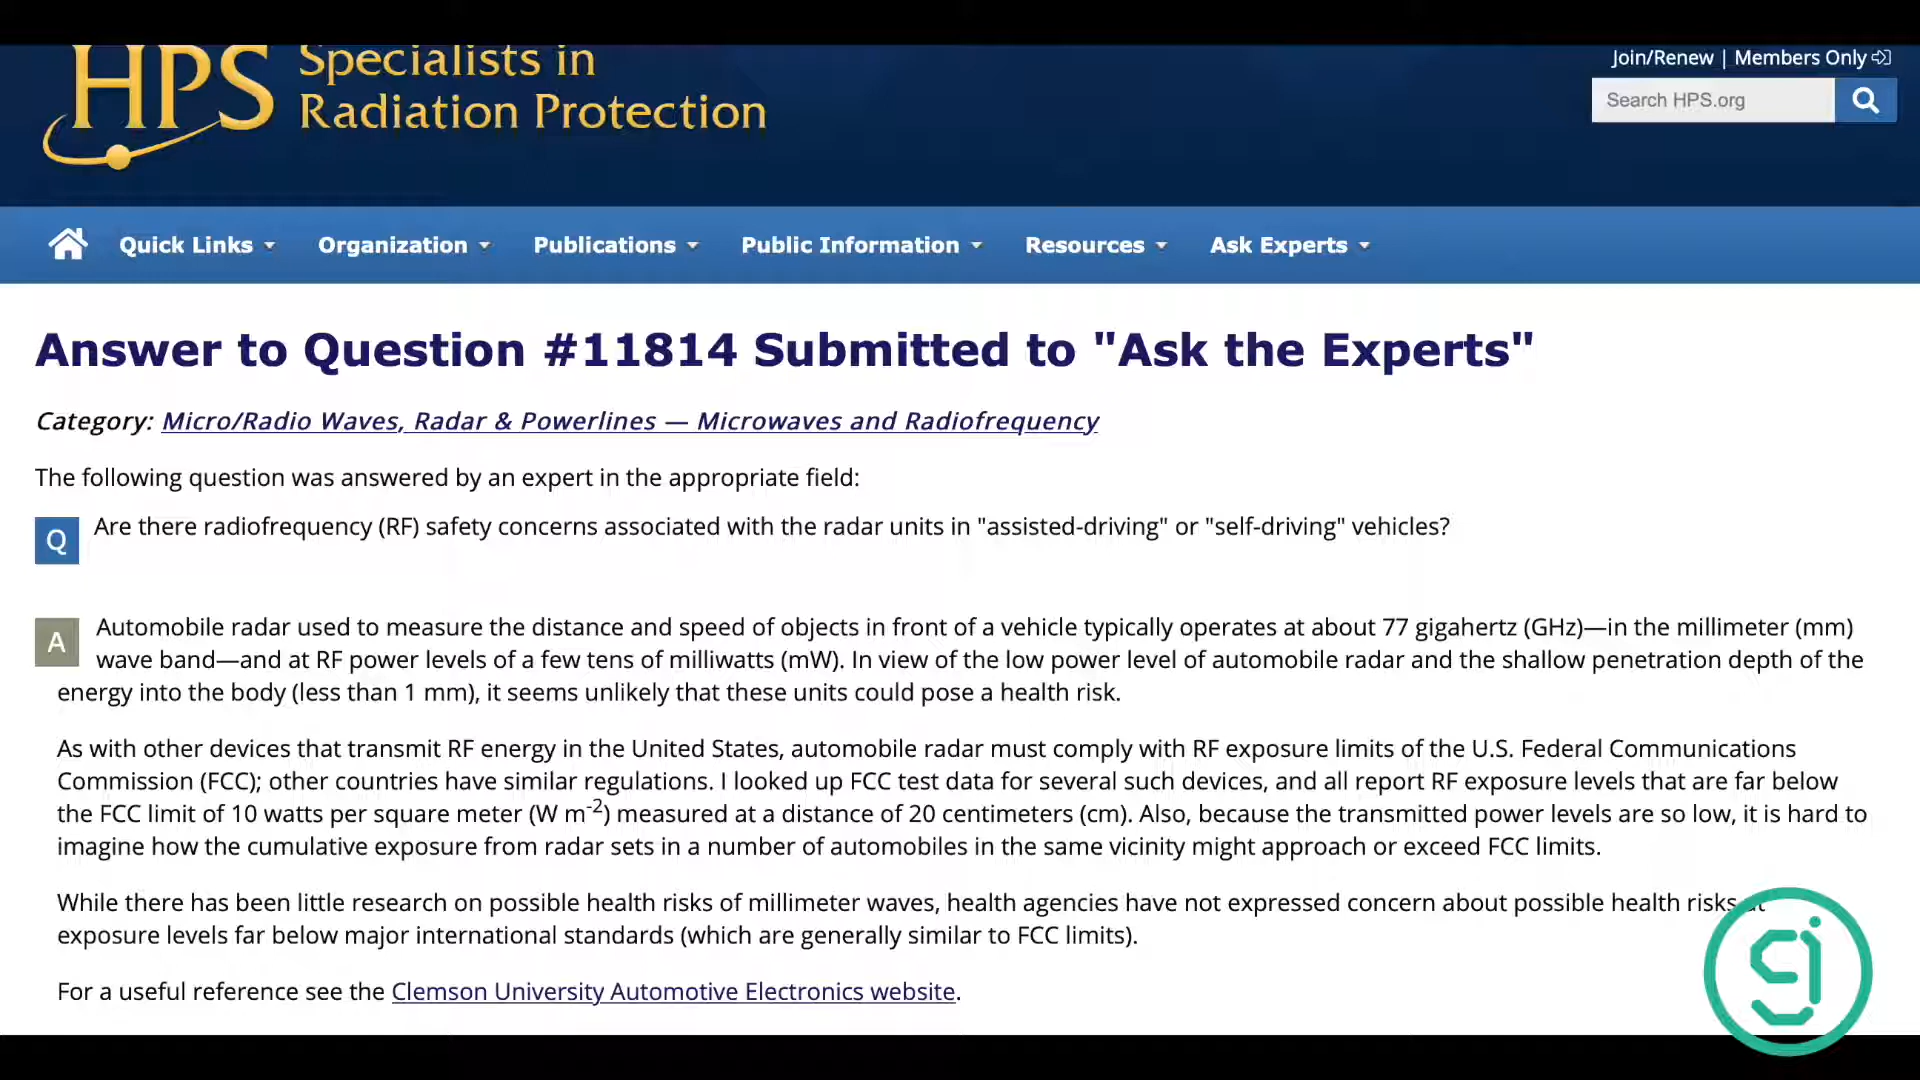 HPS Specialists in
Radiation Protection
Join/Renew | Members Only
Search HPS.org
Quick Links Organization Publications Public Information Resources Ask Experts
Answer to Question #11814 Submitted to "Ask the Experts"
Category: Micro/Radio Waves, Radar & Powerlines — Microwaves and Radiofrequency
The following question was answered by an expert in the appropriate field:
Q Are there radiofrequency (RF) safety concerns associated with the radar units in "assisted-driving" or "self-driving" vehicles?
A Automobile radar used to measure the distance and speed of objects in front of a vehicle typically operates at about 77 gigahertz (GHz)—in the millimeter (mm)
wave band—and at RF power levels of a few tens of milliwatts (mW). In view of the low power level of automobile radar and the shallow penetration depth of the
energy into the body (less than 1 mm), it seems unlikely that these units could pose a health risk.
As with other devices that transmit RF energy in the United States, automobile radar must comply with RF exposure limits of the U.S. Federal Communications
Commission (FCC); other countries have similar regulations. I looked up FCC test data for several such devices, and all report RF exposure levels that are far below
the FCC limit of 10 watts per square meter (W m-2) measured at a distance of 20 centimeters (cm). Also, because the transmitted power levels are so low, it is hard to
imagine how the cumulative exposure from radar sets in a number of automobiles in the same vicinity might approach or exceed FCC limits.
While there has been little research on possible health risks of millimeter waves, health agencies have not expressed concern about possible health risks at
exposure levels far below major international standards (which are generally similar to FCC limits).
For a useful reference see the Clemson University Automotive Electronics website.
gj